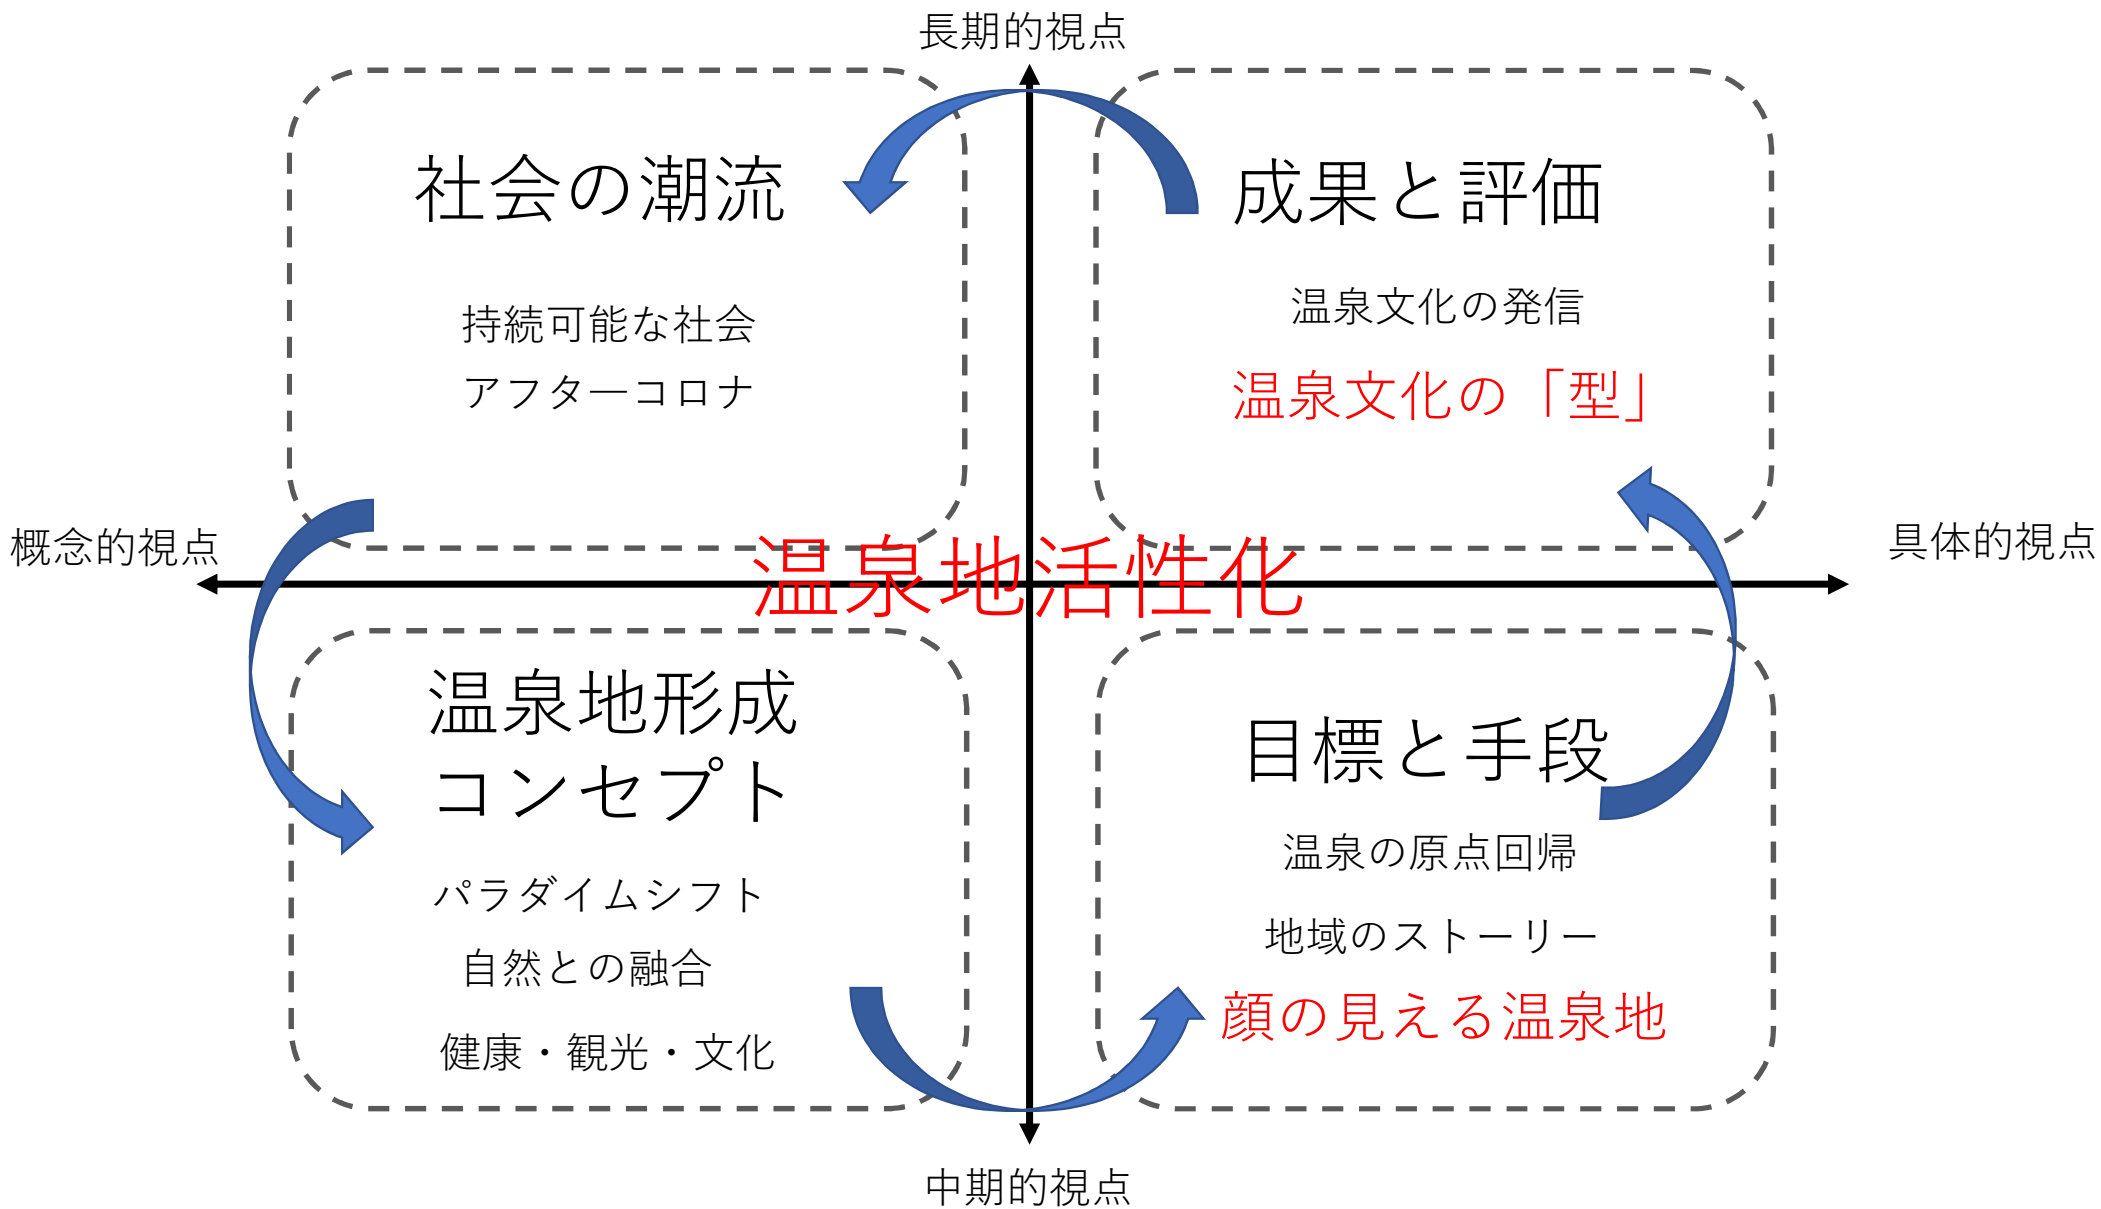 長期的視点
社会の潮流
持続可能な社会
アフターコロナ
成果と評価
温泉文化の発信
温泉文化の「型」
概念的視点
温泉地活性化
具体的視点
温泉地形成
コンセプト
パラダイムシフト
自然との融合
健康・観光・文化
目標と手段
温泉の原点回帰
地域のストーリー
顔の見える温泉地
中期的視点